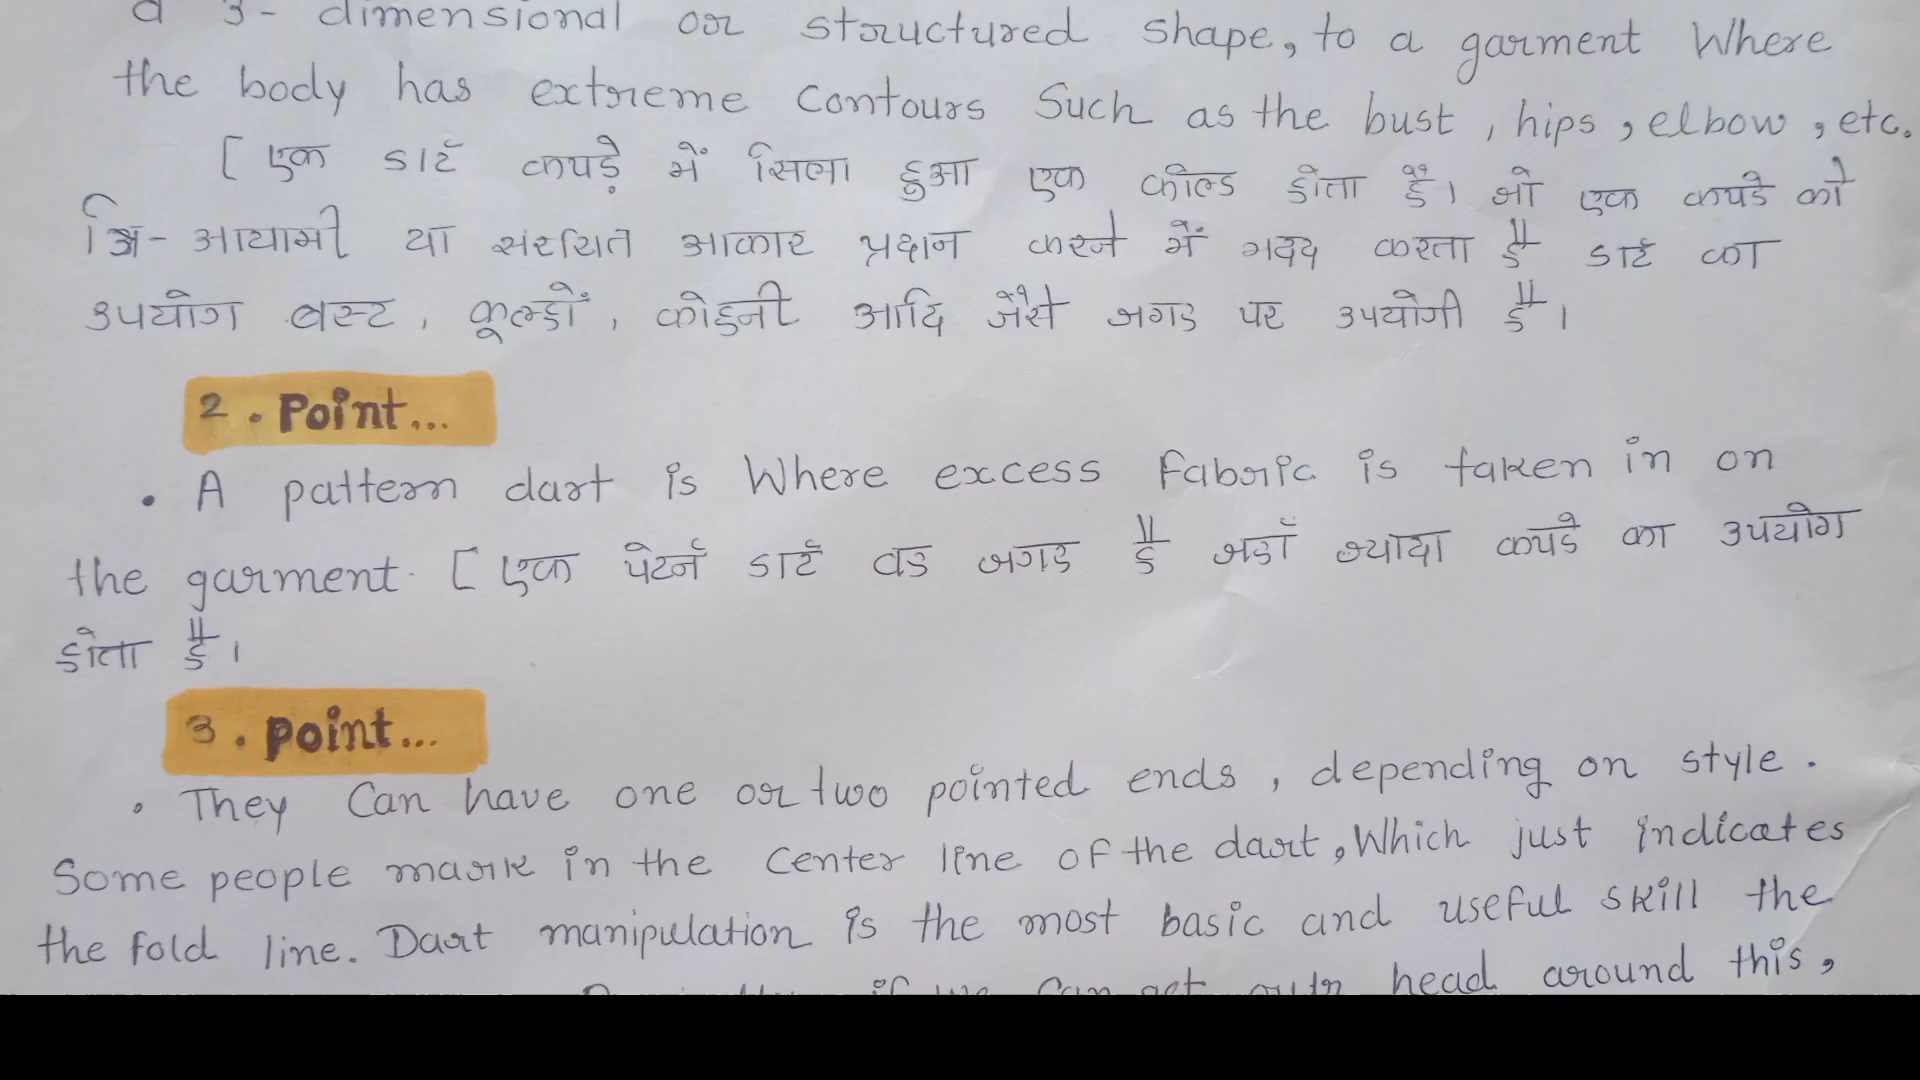 a 3- dimensional or structured shape, to a garment Where
the body has extreme contours Such as the bust, hips, elbow, etc.
[ एक डार्ट कपड़े में सिला हुआ एक फोल्ड होता है। जो एक कपडे को
त्रि-आयामी या संरचित आकार प्रदान करने में मदद करता है डार्ट का
उपयोग बस्ट, कूल्हों, कोहनी आदि जैसे जगह पर उपयोगी है।
2. Point...
• A pattern dart is Where excess Fabric is taken in on
the garment. [ एक पेटर्न डार्ट वह जगह है जहाँ ज्यादा कपडे का उपयोग
होता है।
3. Point...
• They Can have one or two pointed ends, depending on style.
Some people mark in the Center line of the dart, Which just indicates
the fold line. Dart manipulation is the most basic and useful skill the
if we can get our head around this,